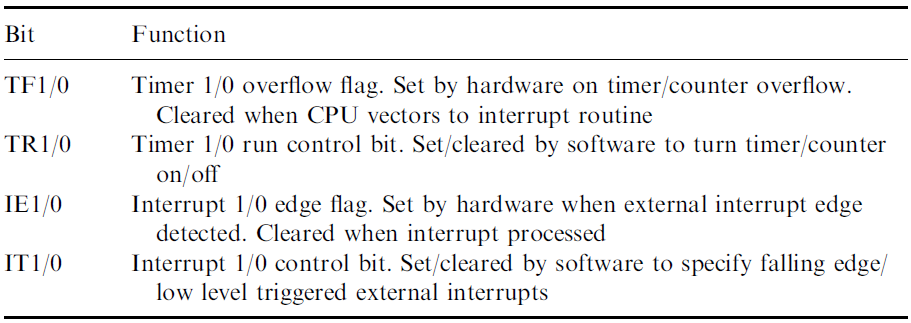 Bit Function
TF1/0 Timer 1/0 overflow flag. Set by hardware on timer/counter overflow.
Cleared when CPU vectors to interrupt routine
TR1/0 Timer 1/0 run control bit. Set/cleared by software to turn timer/counter
on/off
IE1/0 Interrupt 1/0 edge flag. Set by hardware when external interrupt edge
detected. Cleared when interrupt processed
IT1/0 Interrupt 1/0 control bit. Set/cleared by software to specify falling edge/
low level triggered external interrupts